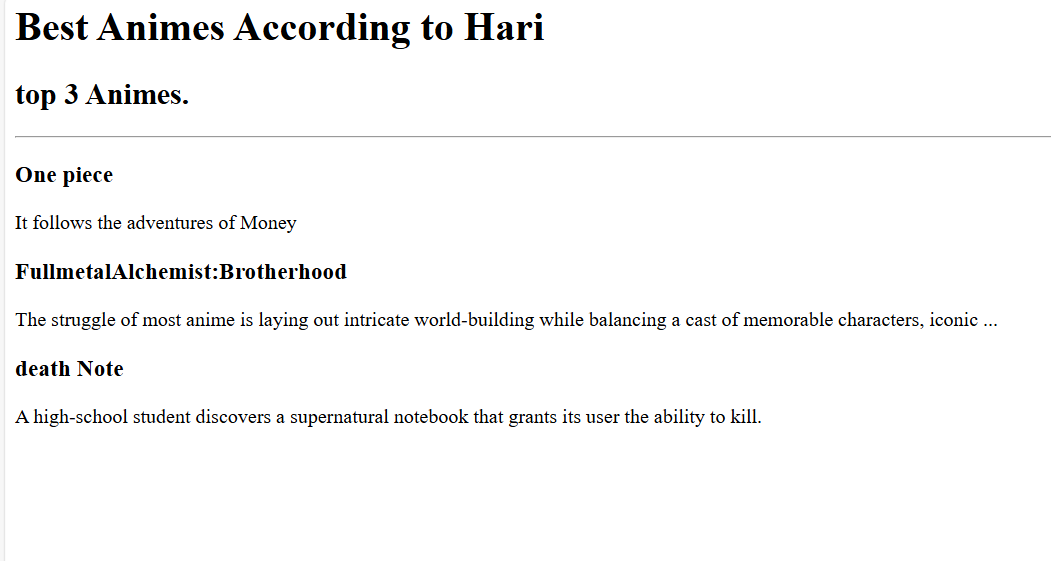 Best Animes According to Hari
top 3 Animes.
One piece
It follows the adventures of Money
FullmetalAlchemist:Brotherhood
The struggle of most anime is laying out intricate world-building while balancing a cast of memorable characters, iconic ...
death Note
A high-school student discovers a supernatural notebook that grants its user the ability to kill.